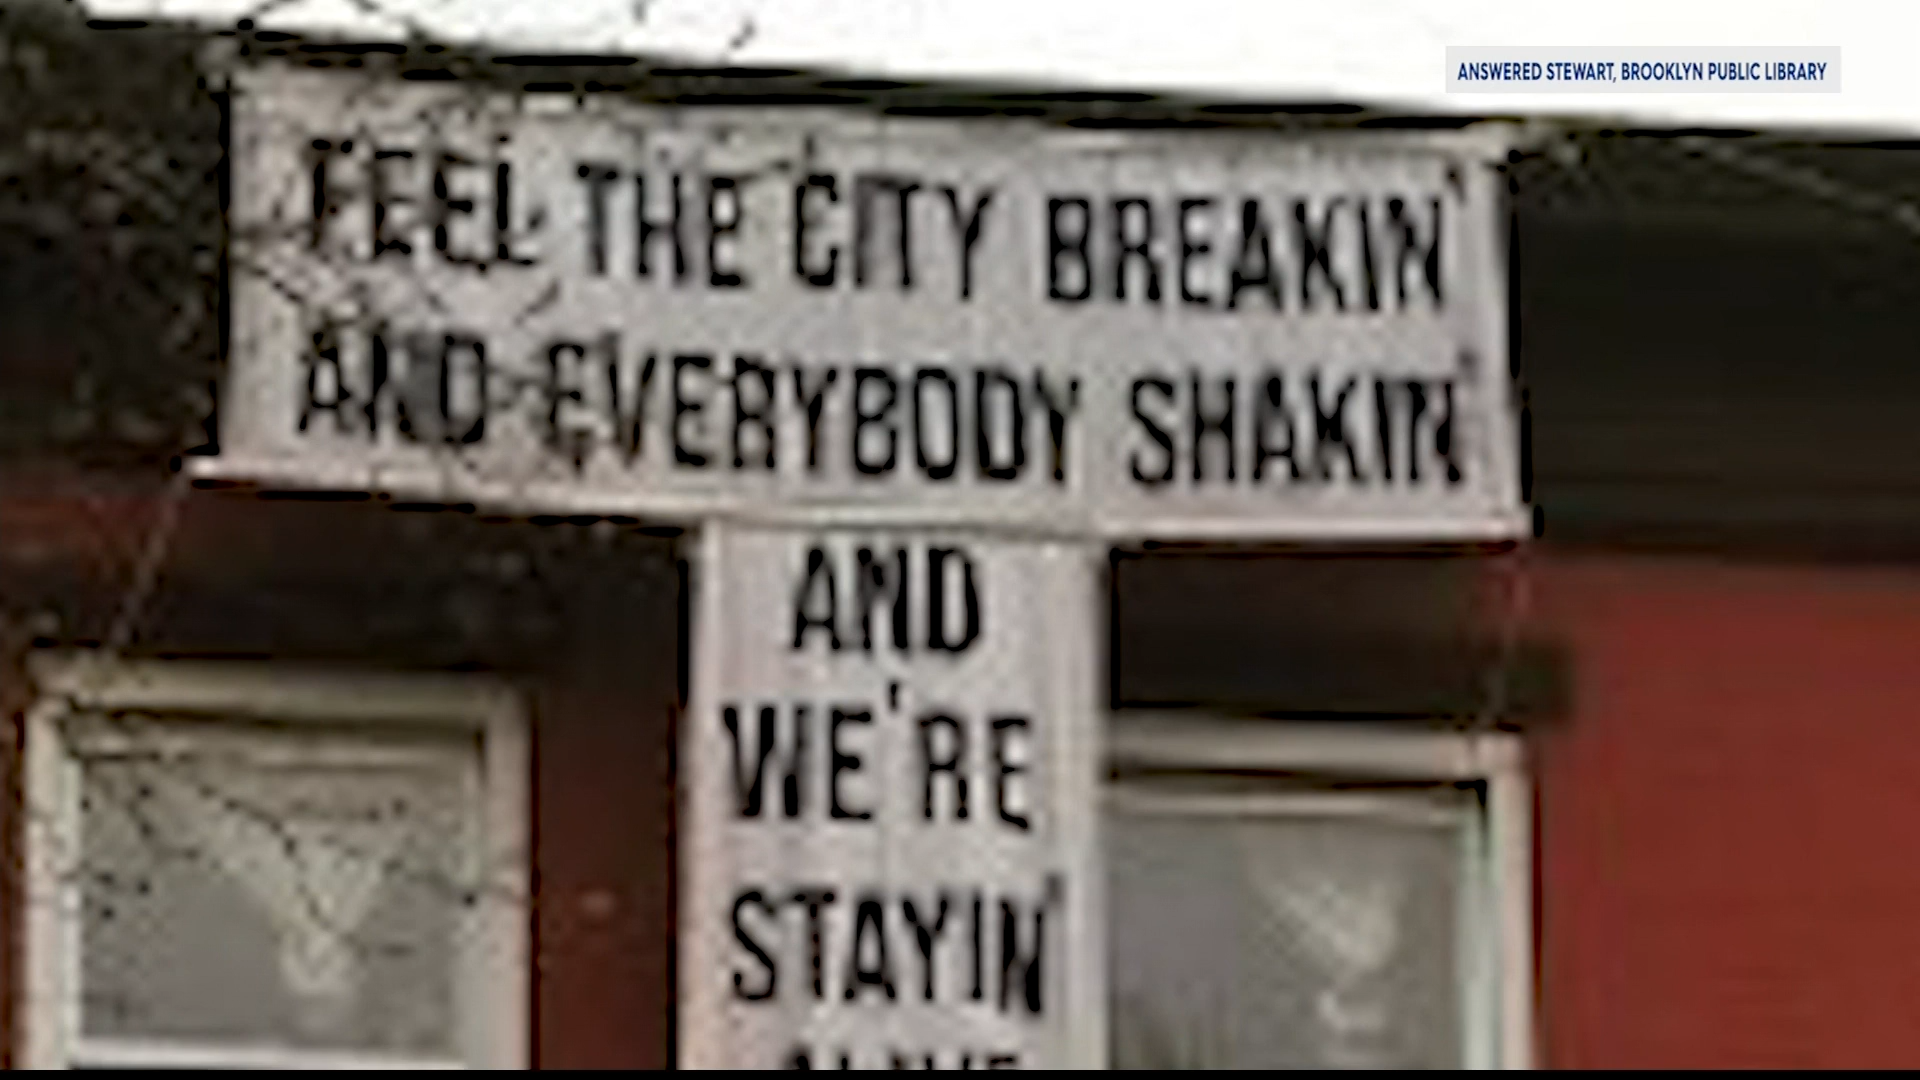 ANSWERED STEWART, BROOKLYN PUBLIC LIBRARY
FEEL THE CITY BREAKIN'
AND EVERYBODY SHAKIN'
AND
WE'RE
STAYIN'